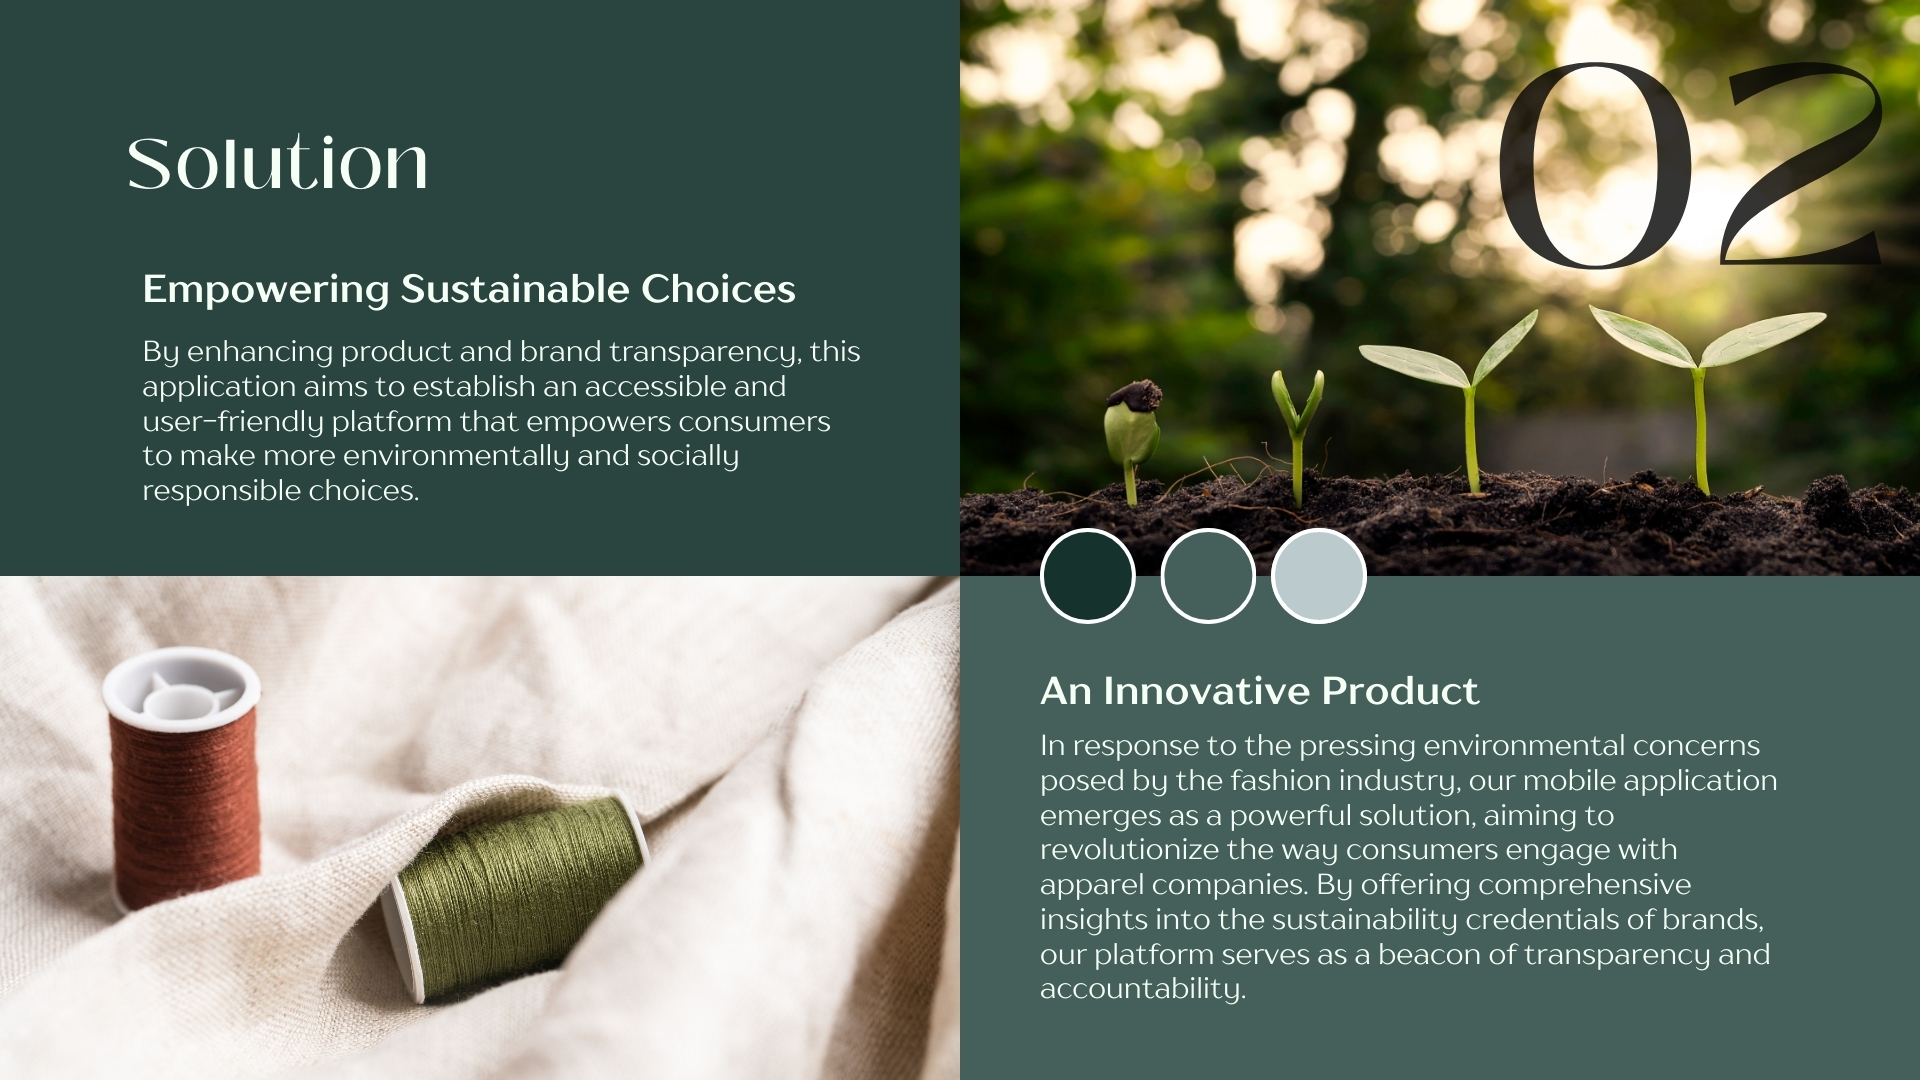 Solution
Empowering Sustainable Choices
By enhancing product and brand transparency, this
application aims to establish an accessible and
user-friendly platform that empowers consumers
to make more environmentally and socially
responsible choices.
02
An Innovative Product
In response to the pressing environmental concerns
posed by the fashion industry, our mobile application
emerges as a powerful solution, aiming to
revolutionize the way consumers engage with
apparel companies. By offering comprehensive
insights into the sustainability credentials of brands,
our platform serves as a beacon of transparency and
accountability.